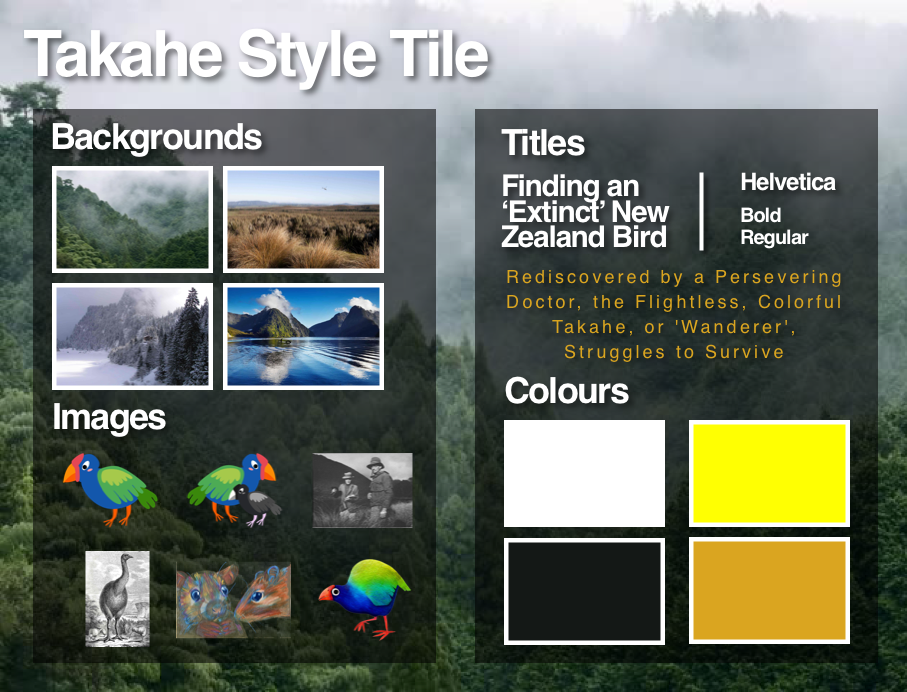 Takahe Style Tile
Backgrounds
Images
Titles
Finding an
‘Extinct’ New
Zealand Bird
Helvetica
Bold
Regular
Rediscovered by a Persevering
Doctor, the Flightless, Colorful
Takahe, or 'Wanderer',
Struggles to Survive
Colours